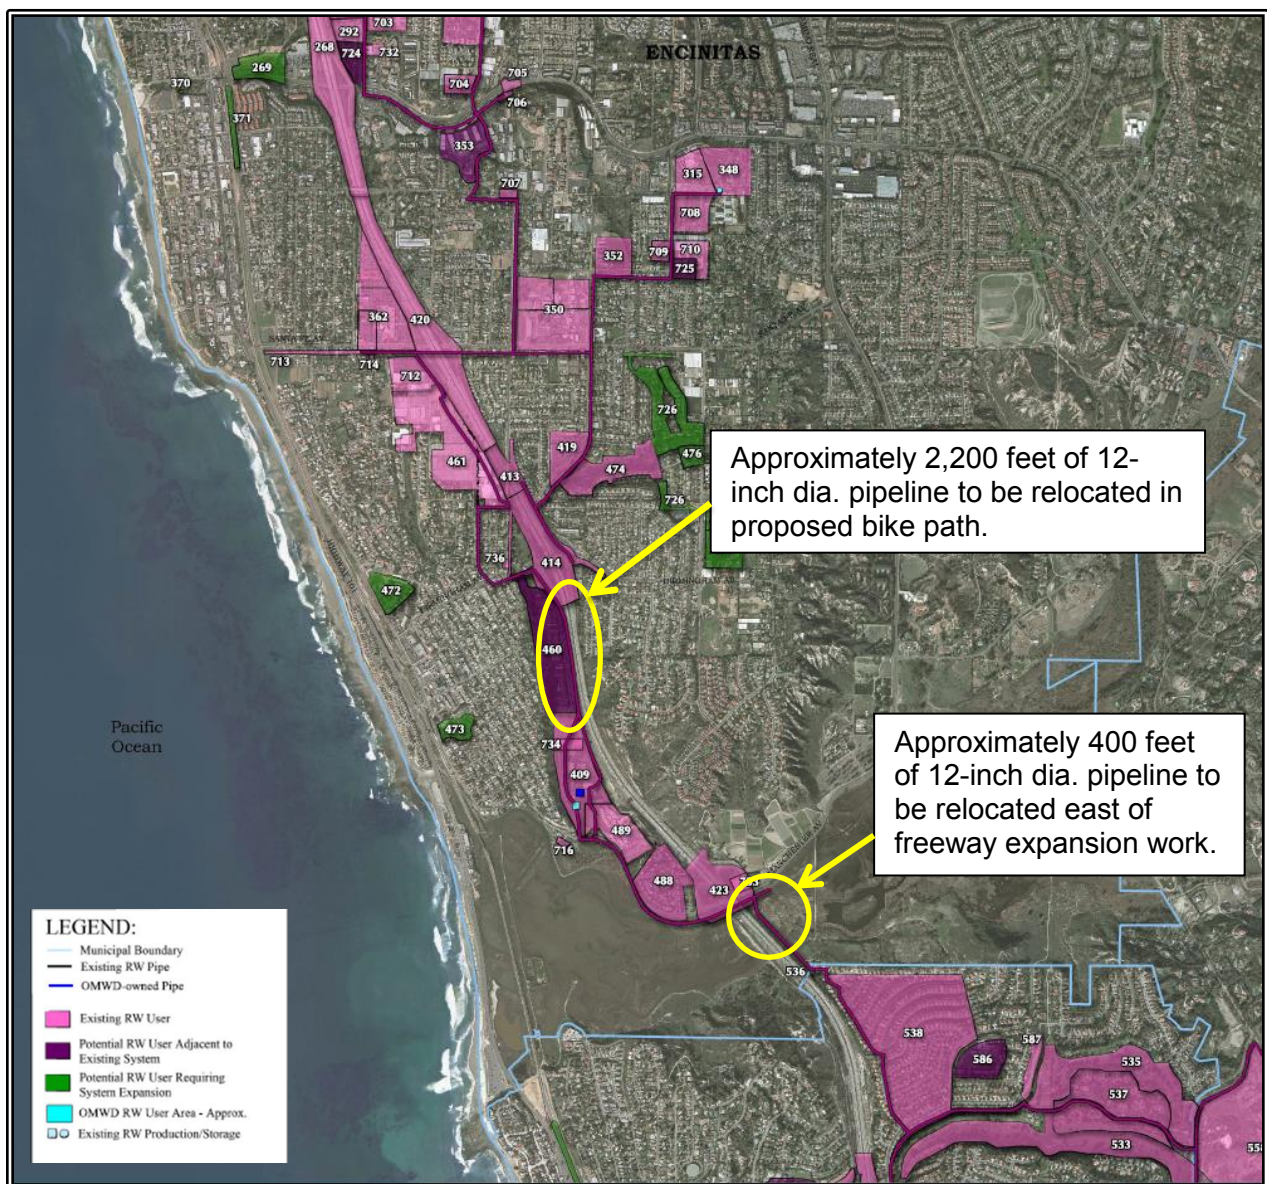 703
292
268
732
724
ENCINITAS
269
370
704
705
706
371
353
315
348
707
708
352
709
710
725
350
362
420
713
714
712
726
419
461
474
476
413
726
Approximately 2,200 feet of 12-
inch dia. pipeline to be relocated in
proposed bike path.
736
414
472
460
473
Pacific
Ocean
734
409
489
716
488
423
Approximately 400 feet
of 12-inch dia. pipeline to
be relocated east of
freeway expansion work.
536
538
586
587
535
537
533
LEGEND:
Municipal Boundary
Existing RW Pipe
OMWD-owned Pipe
Existing RW User
Potential RW User Adjacent to
Existing System
Potential RW User Requiring
System Expansion
OMWD RW User Area - Approx.
Existing RW Production/Storage